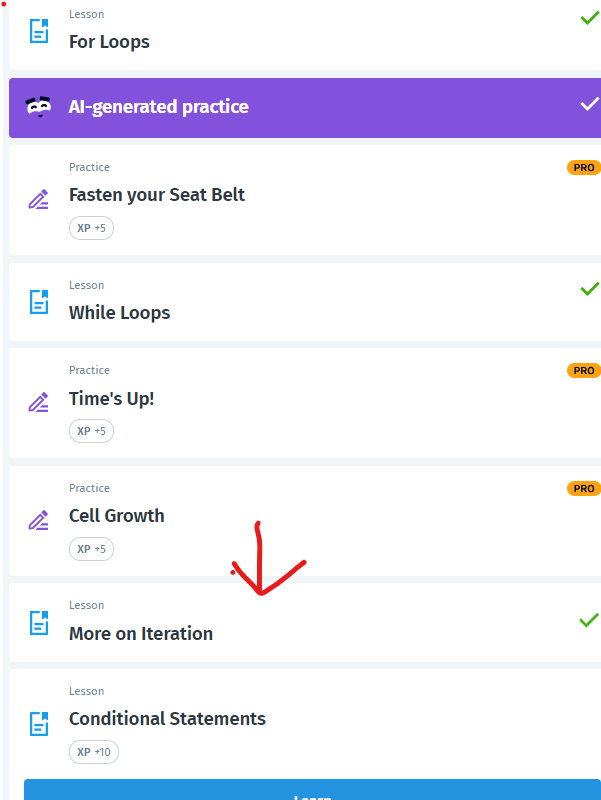 Lesson
For Loops
AI-generated practice
Practice
PRO
Fasten your Seat Belt
XP +5
Lesson
While Loops
Practice
PRO
Time's Up!
XP +5
Practice
PRO
Cell Growth
XP +5
Lesson
More on Iteration
Lesson
Conditional Statements
XP +10
Learn